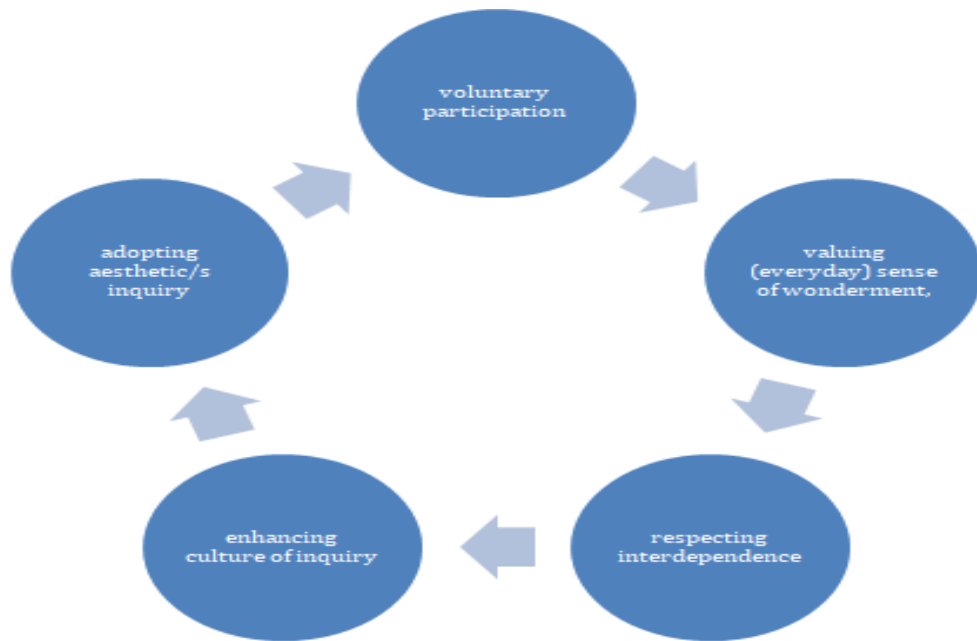 voluntary
participation
valuing
(everyday) sense
of wonderment,
respecting
interdependence
enhancing
culture of inquiry
adopting
aesthetic/s
inquiry